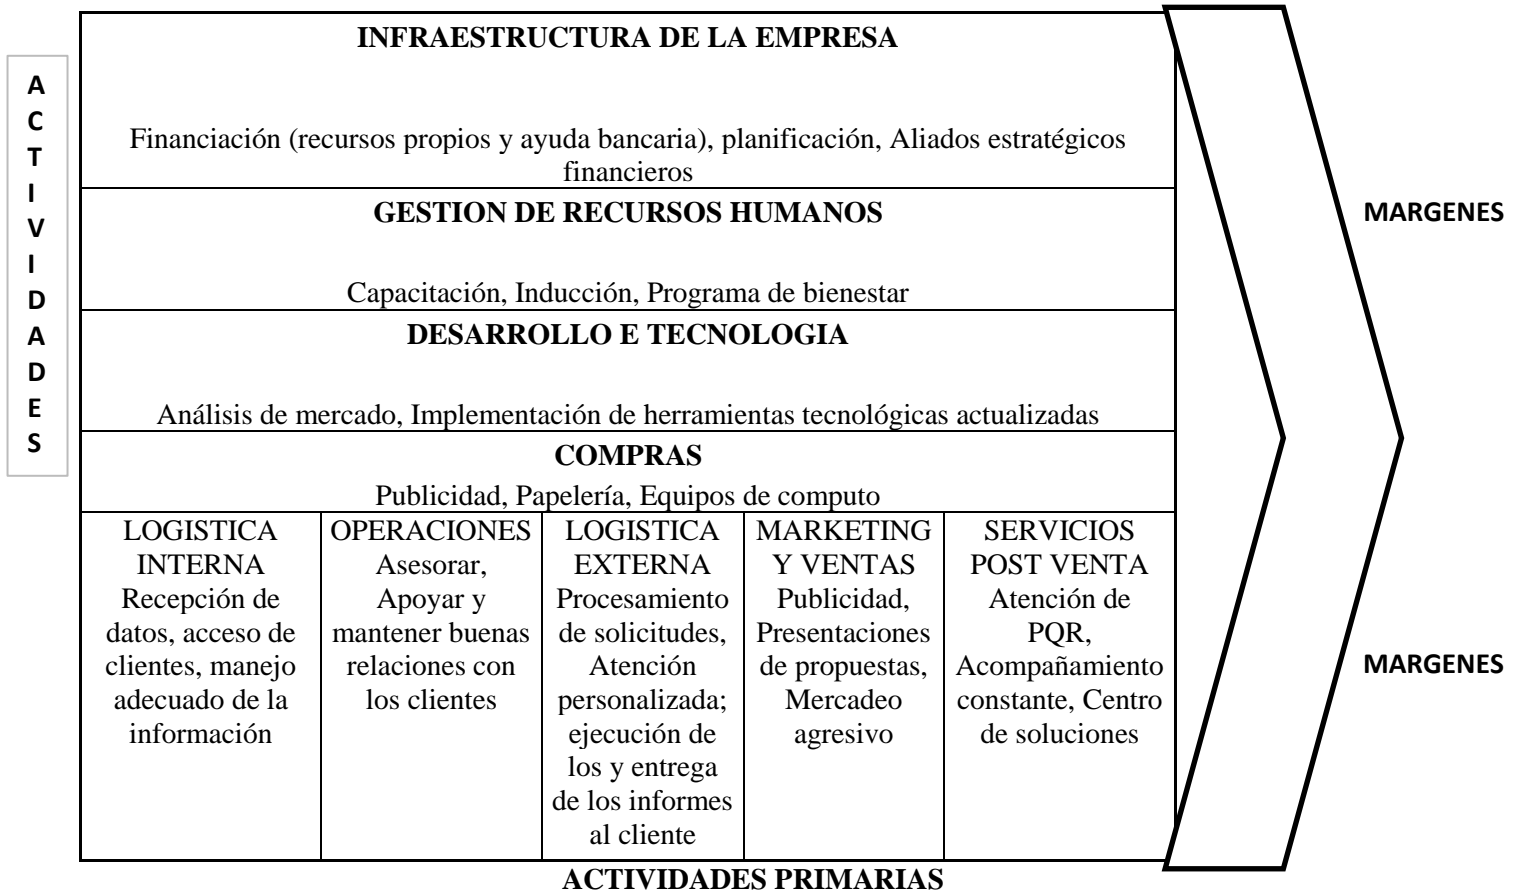 A
C
T
I
V
I
D
A
D
E
S
INFRAESTRUCTURA DE LA EMPRESA
Financiación (recursos propios y ayuda bancaria), planificación, Aliados estratégicos
financieros
GESTION DE RECURSOS HUMANOS
Capacitación, Inducción, Programa de bienestar
DESARROLLO E TECNOLOGIA
Análisis de mercado, Implementación de herramientas tecnológicas actualizadas
COMPRAS
Publicidad, Papelería, Equipos de computo
LOGISTICA
INTERNA
Recepción de
datos, acceso de
clientes, manejo
adecuado de la
información
OPERACIONES
Asesorar,
Apoyar y
mantener buenas
relaciones con
los clientes
LOGISTICA
EXTERNA
Procesamiento
de solicitudes,
Atención
personalizada;
ejecución de
los y entrega
de los informes
al cliente
MARKETING
Y VENTAS
Publicidad,
Presentaciones
de propuestas,
Mercadeo
agresivo
SERVICIOS
POST VENTA
Atención de
PQR,
Acompañamiento
constante, Centro
de soluciones
MARGENES
MARGENES
ACTIVIDADES PRIMARIAS